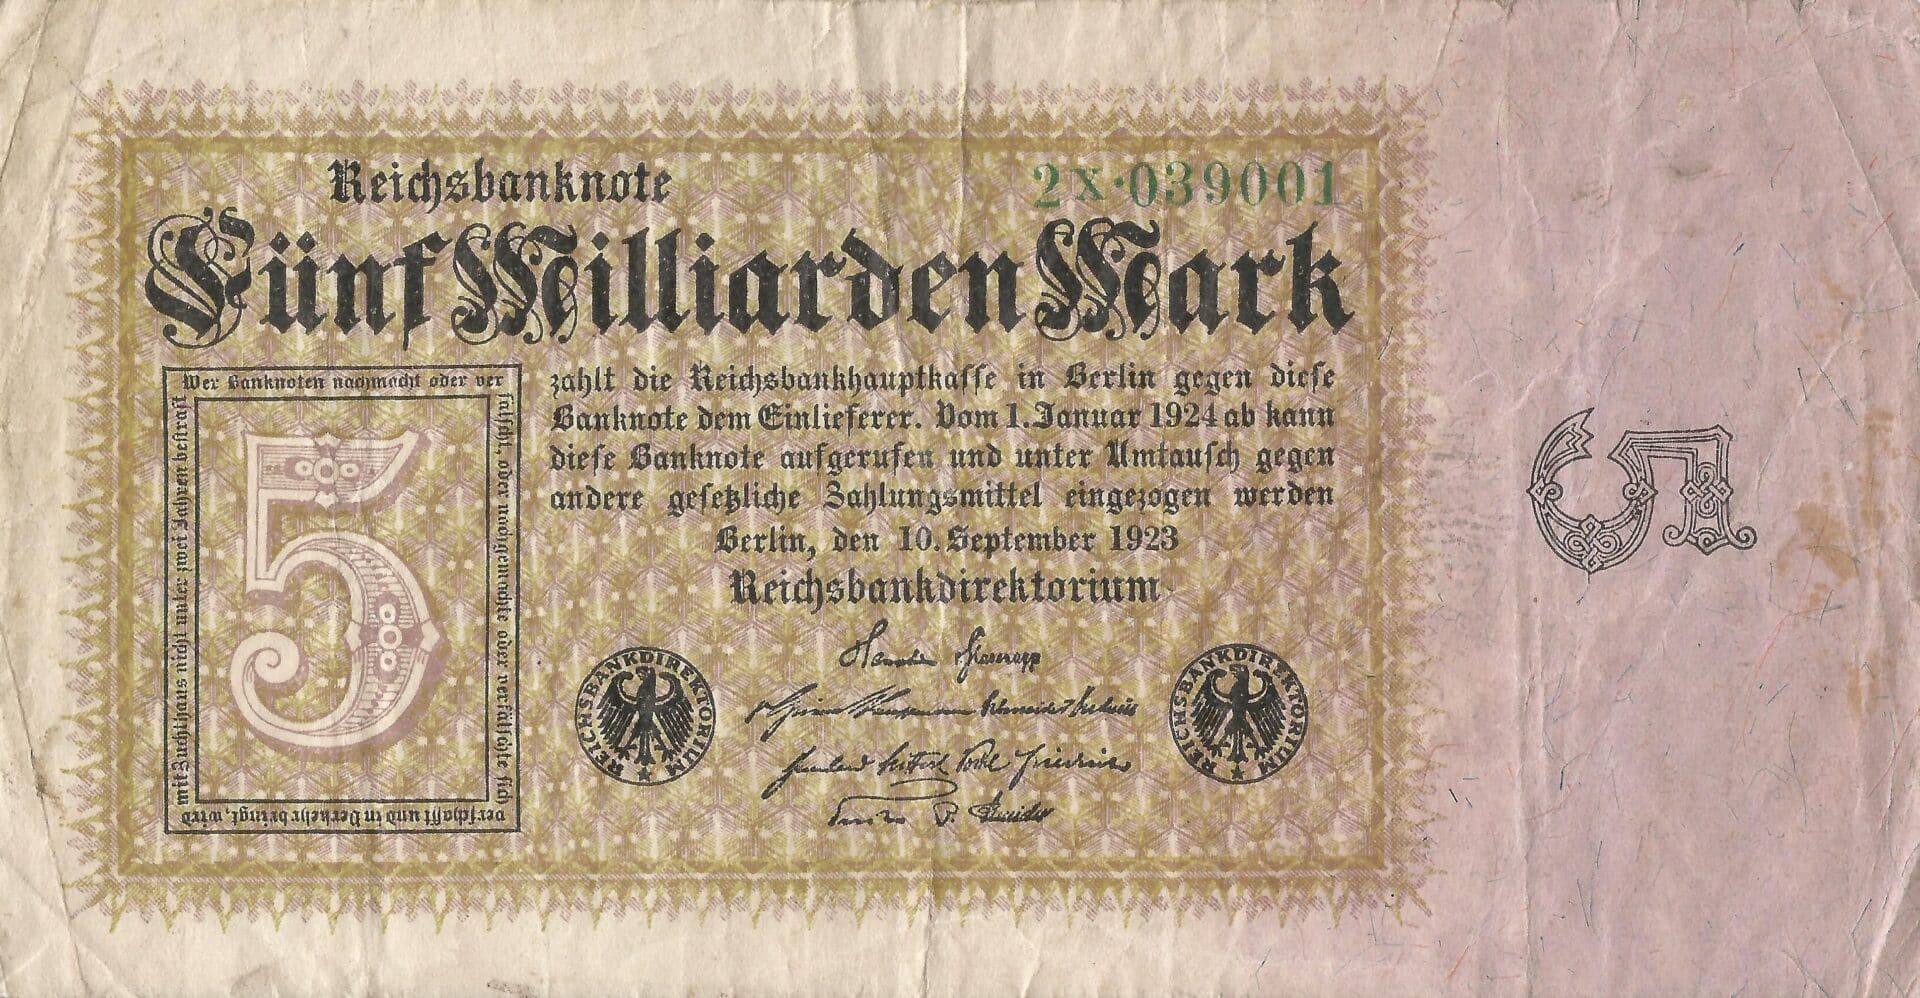 Reichsbanknote
2X·039001
Fünf Milliarden Mark
zahlt die Reichsbankhauptkasse in Berlin gegen diese
Banknote dem Einlieferer. Vom 1. Januar 1924 ab kann
diese Banknote aufgerufen und unter Umtausch gegen
andere gesetzliche Zahlungsmittel eingezogen werden
Berlin, den 10. September 1923
Reichsbankdirektorium
Wer Banknoten nachmacht oder ver
fälscht, oder nachgemachte oder verfälschte sich
verschafft und in Verkehr bringt, wird
mit Zuchthaus nicht unter zwei Jahren bestraft
5
REICHSBANKDIREKTORIUM
REICHSBANKDIREKTORIUM
5